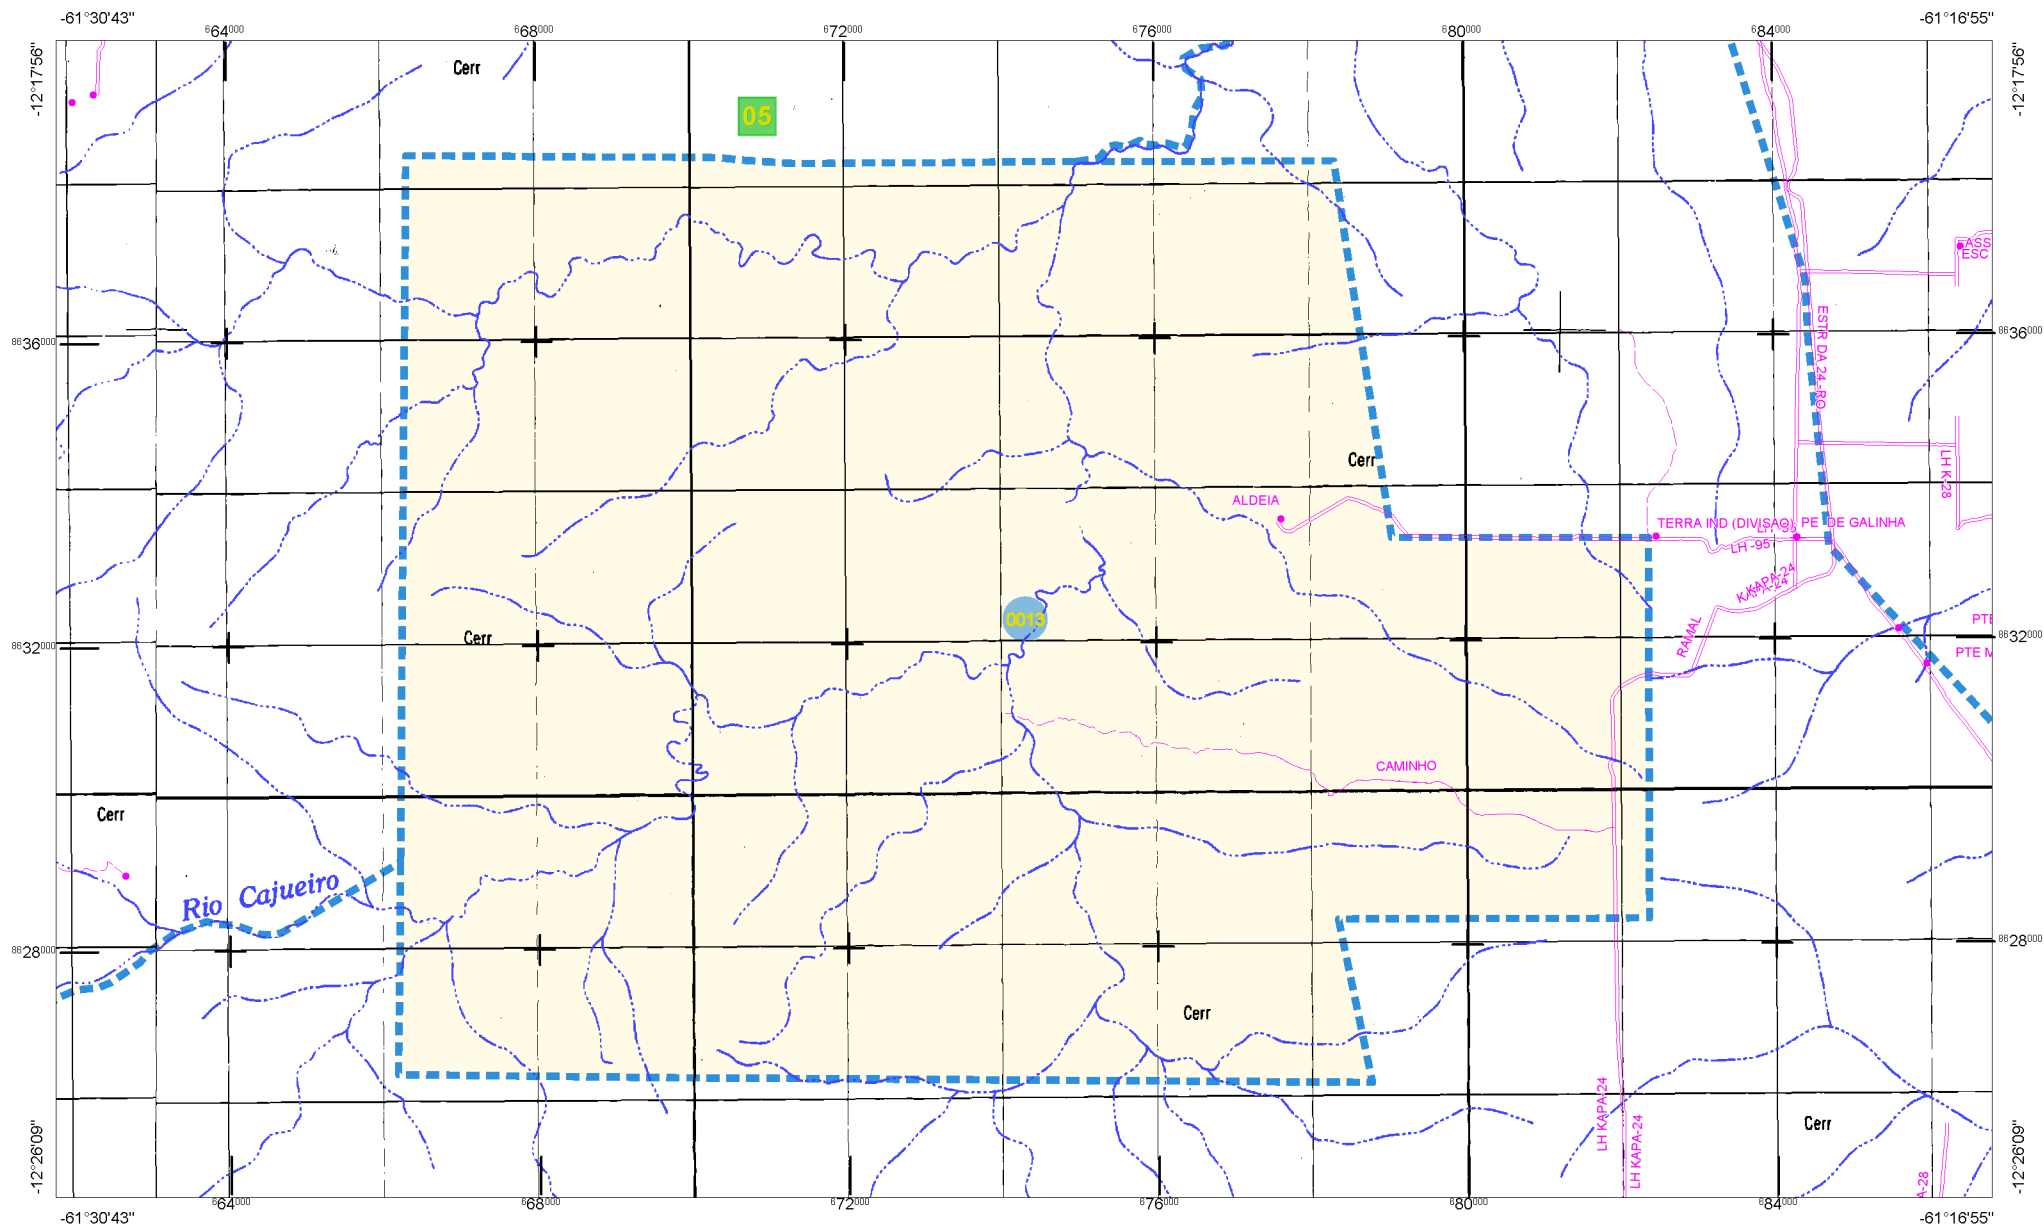 -61°30'43"
-61°16'55"
664000
668000
672000
676000
680000
684000
-12°17'56"
-12°17'56"
Cerr
05
ASS
ESC
8636000
8636000
ESTR DA 24 -RO
Cerr
LH K -28
ALDEIA
TERRA IND (DIVISAO) PE DE GALINHA
LH -95
KAPA-24
0013
PTE
Cerr
8632000
8632000
RAMAL
PTE M
CAMINHO
Cerr
Rio Cajueiro
8628000
8628000
Cerr
LH KAPA-24
LH KAPA-24
Cerr
-12°26'09"
-12°26'09"
A-28
664000
668000
672000
676000
680000
684000
-61°30'43"
-61°16'55"